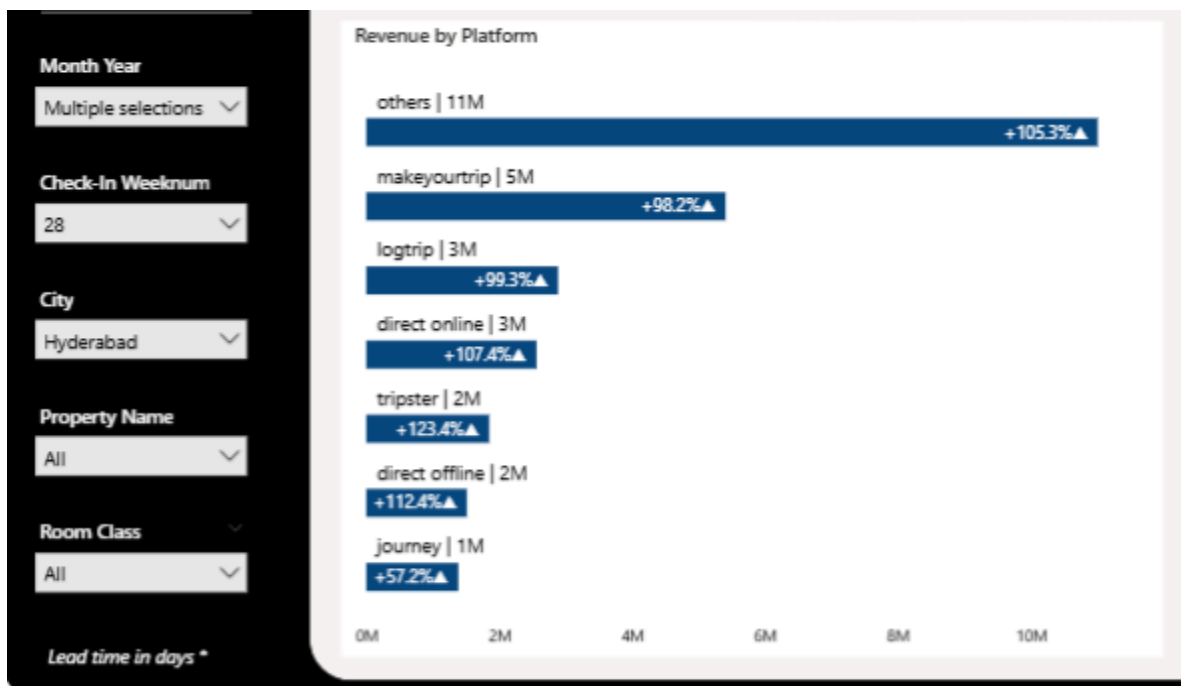 Month Year
Multiple selections
Check-In Weeknum
28
City
Hyderabad
Property Name
All
Room Class
All
Lead time in days *
Revenue by Platform
others | 11M
+105.3%▲
makeyourtrip | 5M
+98.2%▲
logtrip | 3M
+99.3%▲
direct online | 3M
+107.4%▲
tripster | 2M
+123.4%▲
direct offline | 2M
+112.4%▲
journey | 1M
+57.2%▲
0M 2M 4M 6M 8M 10M